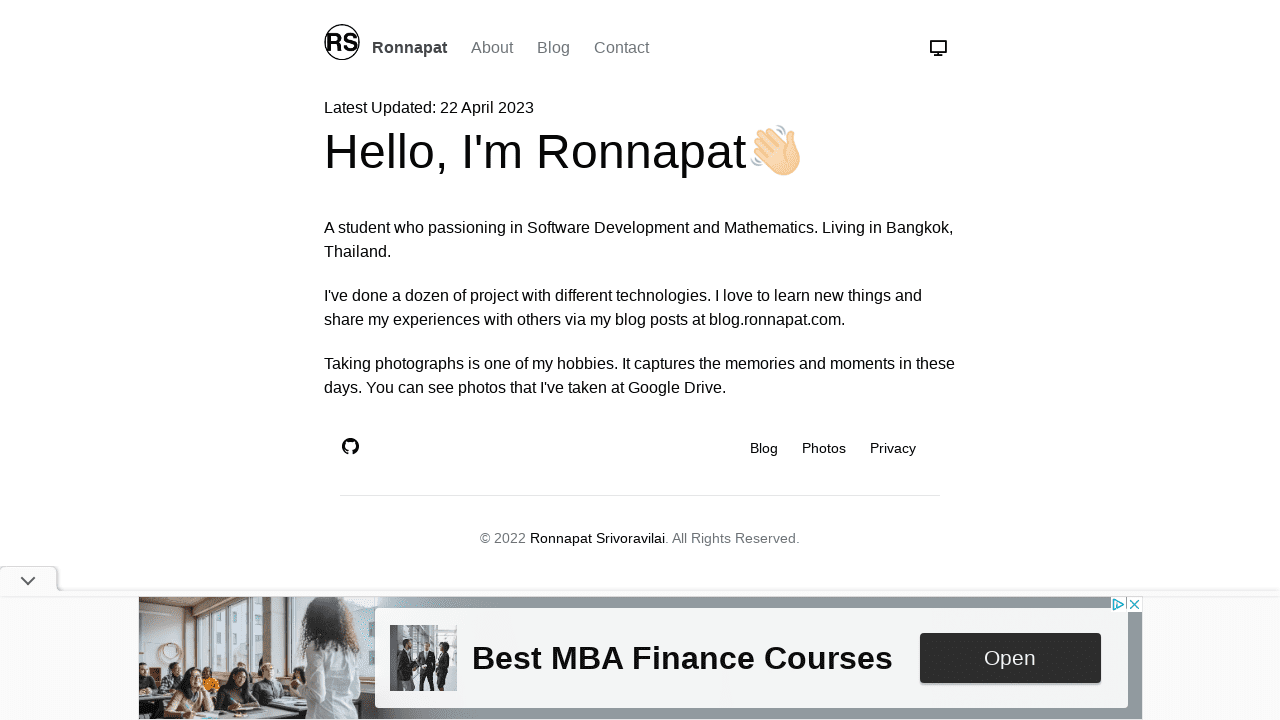 RS
Ronnapat
About
Blog
Contact
Latest Updated: 22 April 2023
Hello, I'm Ronnapat👋🏼
A student who passioning in Software Development and Mathematics. Living in Bangkok,
Thailand.
I've done a dozen of project with different technologies. I love to learn new things and
share my experiences with others via my blog posts at blog.ronnapat.com.
Taking photographs is one of my hobbies. It captures the memories and moments in these
days. You can see photos that I've taken at Google Drive.
Blog
Photos
Privacy
© 2022 Ronnapat Srivoravilai. All Rights Reserved.
Best MBA Finance Courses
Open